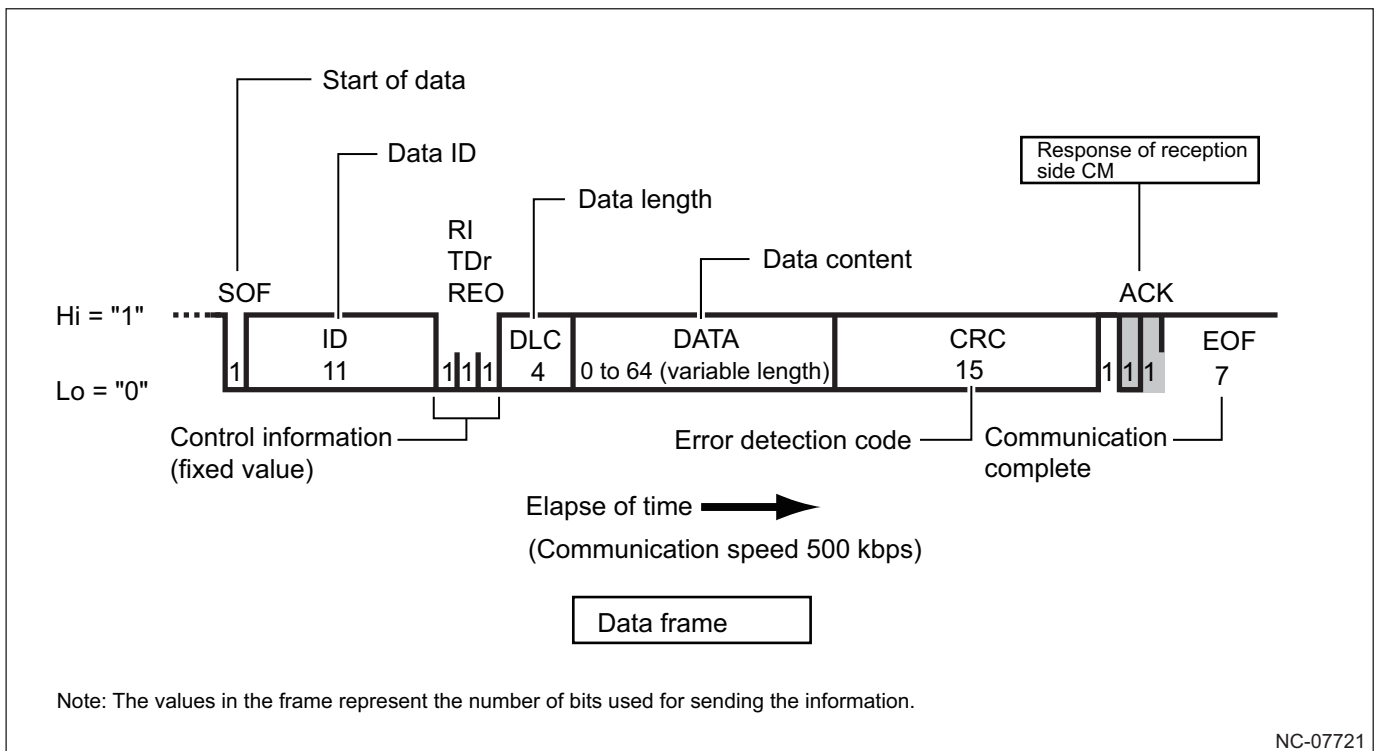 Start of data
Data ID
Response of reception
side CM
Data length
RI
TDr
REO
Data content
SOF
ACK
Hi = "1"
ID
DLC
DATA
CRC
EOF
1
11
1
1
1
4
0 to 64 (variable length)
15
1
1
1
7
Lo = "0"
Control information
(fixed value)
Error detection code
Communication
complete
Elapse of time
(Communication speed 500 kbps)
Data frame
Note: The values in the frame represent the number of bits used for sending the information.
NC-07721